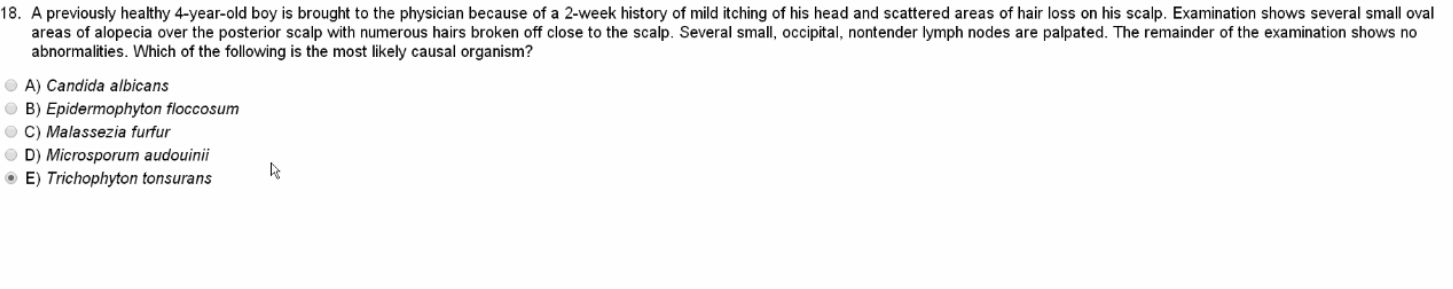 18. A previously healthy 4-year-old boy is brought to the physician because of a 2-week history of mild itching of his head and scattered areas of hair loss on his scalp. Examination shows several small oval
areas of alopecia over the posterior scalp with numerous hairs broken off close to the scalp. Several small, occipital, nontender lymph nodes are palpated. The remainder of the examination shows no
abnormalities. Which of the following is the most likely causal organism?
A) Candida albicans
B) Epidermophyton floccosum
C) Malassezia furfur
D) Microsporum audouinii
E) Trichophyton tonsurans